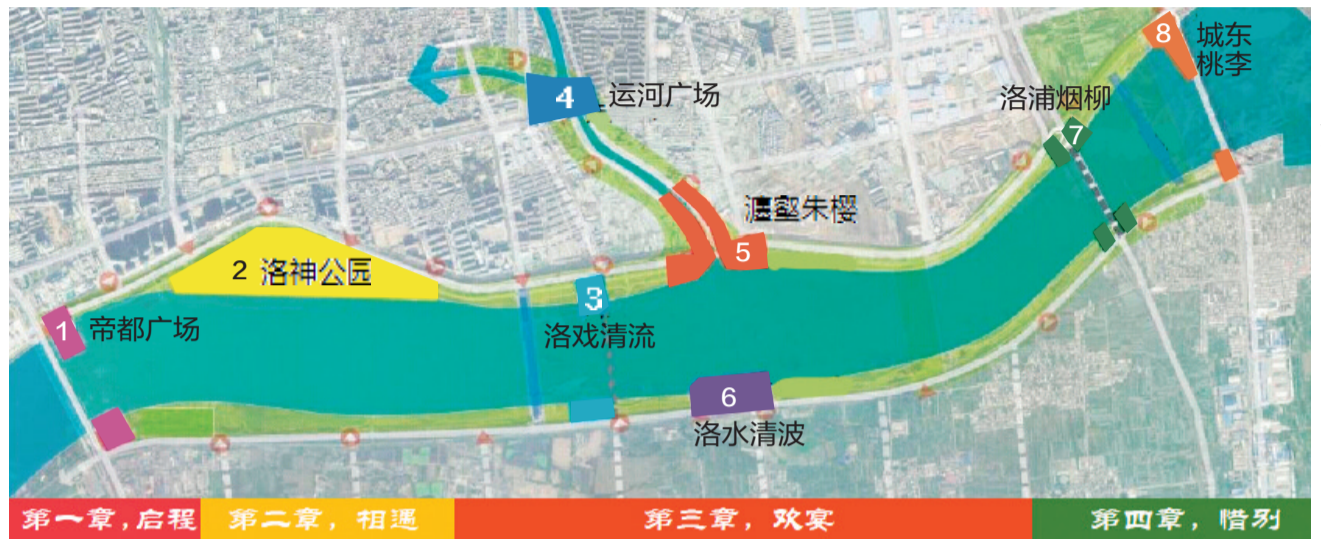 8 城东
桃李
4 运河广场
洛浦烟柳
7
瀍壑朱樱
5
2 洛神公园
3
1 帝都广场
洛戏清流
6
洛水清波
第一章,启程 第二章,相遇 第三章,欢宴 第四章,惜别